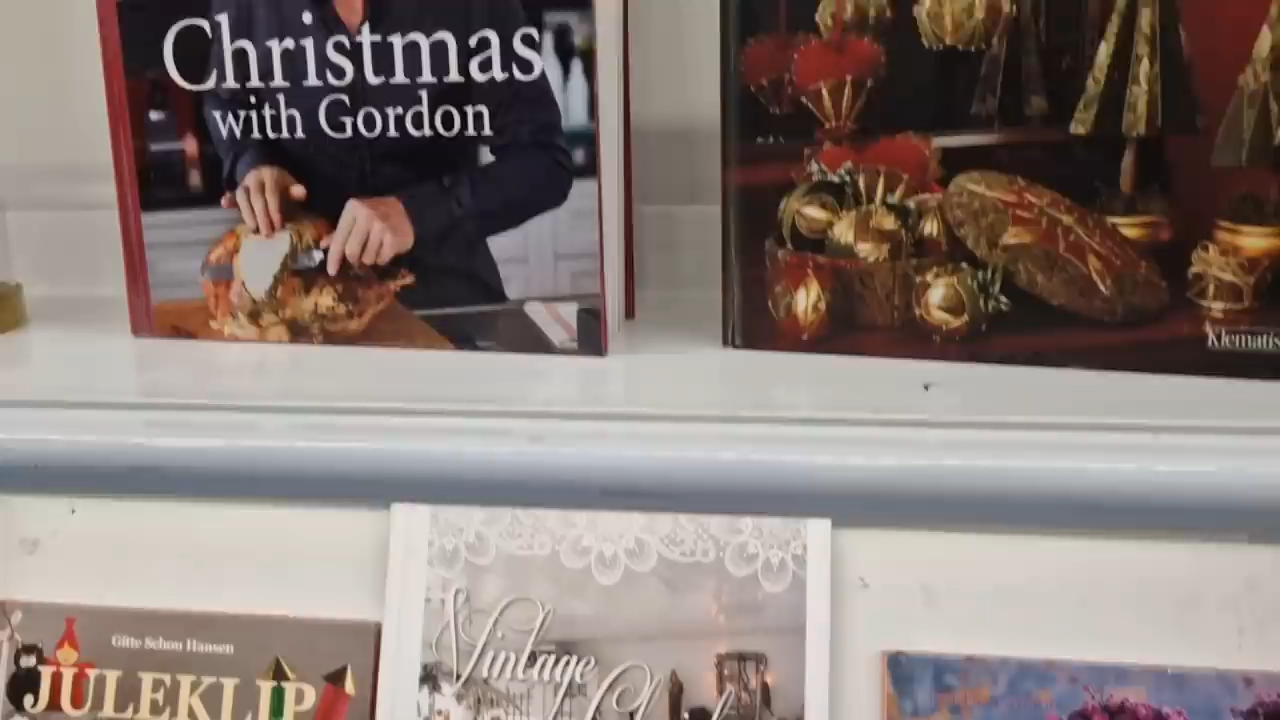 Christmas
with Gordon
Klematis
Gitte Schou Hansen
JULEKLIP
Vintage